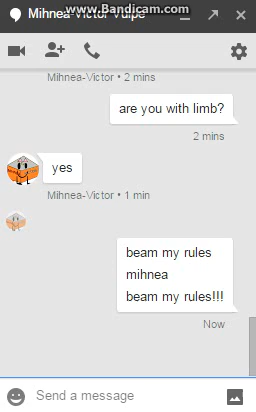 www.Bandicam.com
Mihnea-Victor Vulpe
Mihnea-Victor • 2 mins
are you with limb?
2 mins
yes
Mihnea-Victor • 1 min
beam my rules
mihnea
beam my rules!!!
Now
Send a message